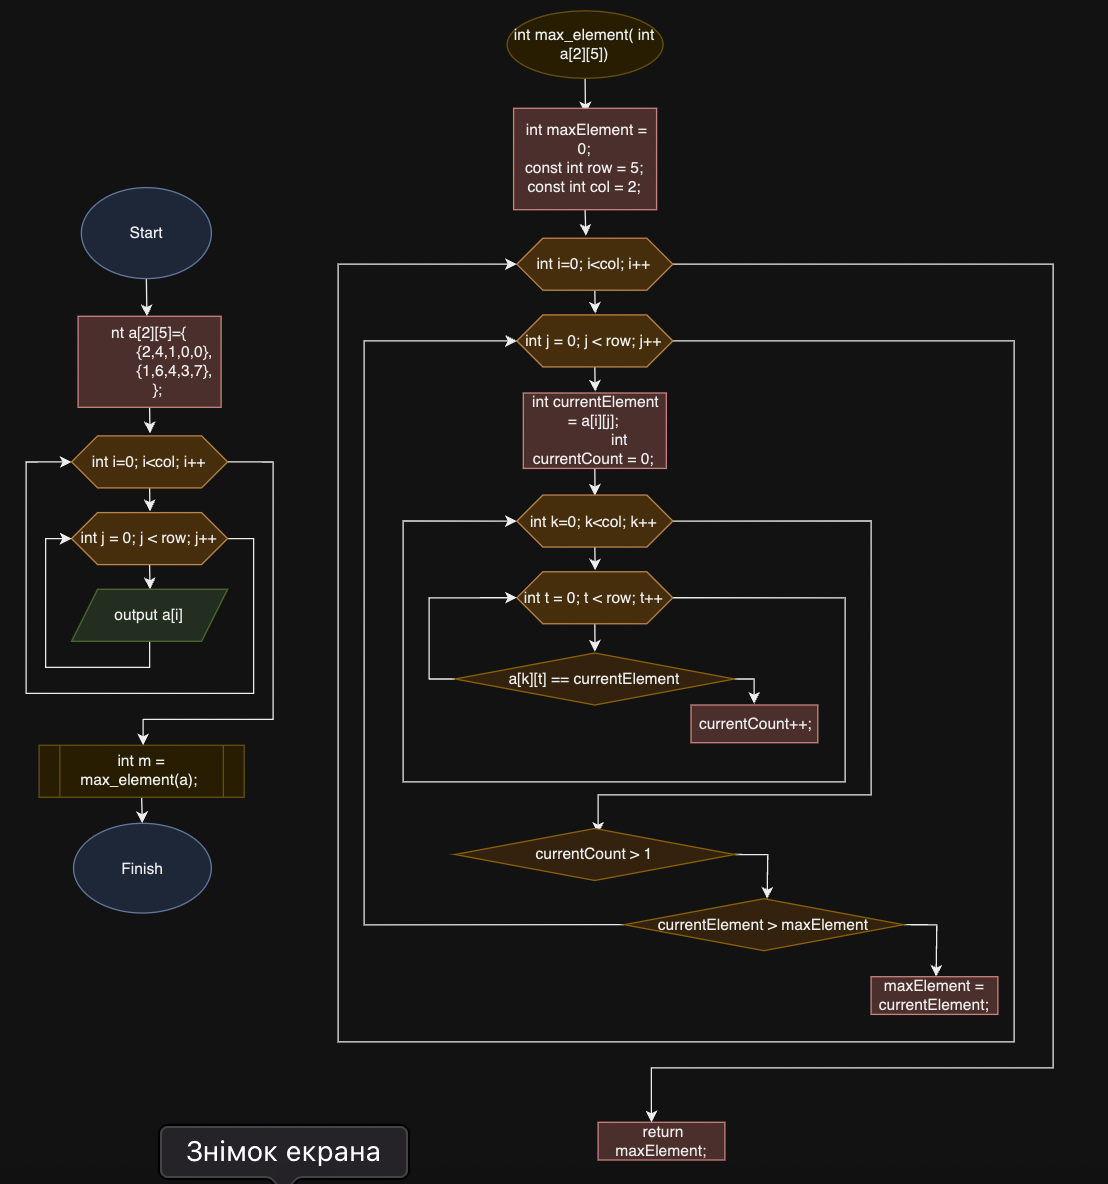 Start
nt a[2][5]={
{2,4,1,0,0},
{1,6,4,3,7},
};
int i=0; i<col; i++
int j = 0; j < row; j++
output a[i]
int m =
max_element(a);
Finish
int max_element( int
a[2][5])
int maxElement =
0;
const int row = 5;
const int col = 2;
int i=0; i<col; i++
int j = 0; j < row; j++
int currentElement
= a[i][j];
int
currentCount = 0;
int k=0; k<col; k++
int t = 0; t < row; t++
a[k][t] == currentElement
currentCount++;
currentCount > 1
currentElement > maxElement
maxElement =
currentElement;
return
maxElement;
Знімок екрана